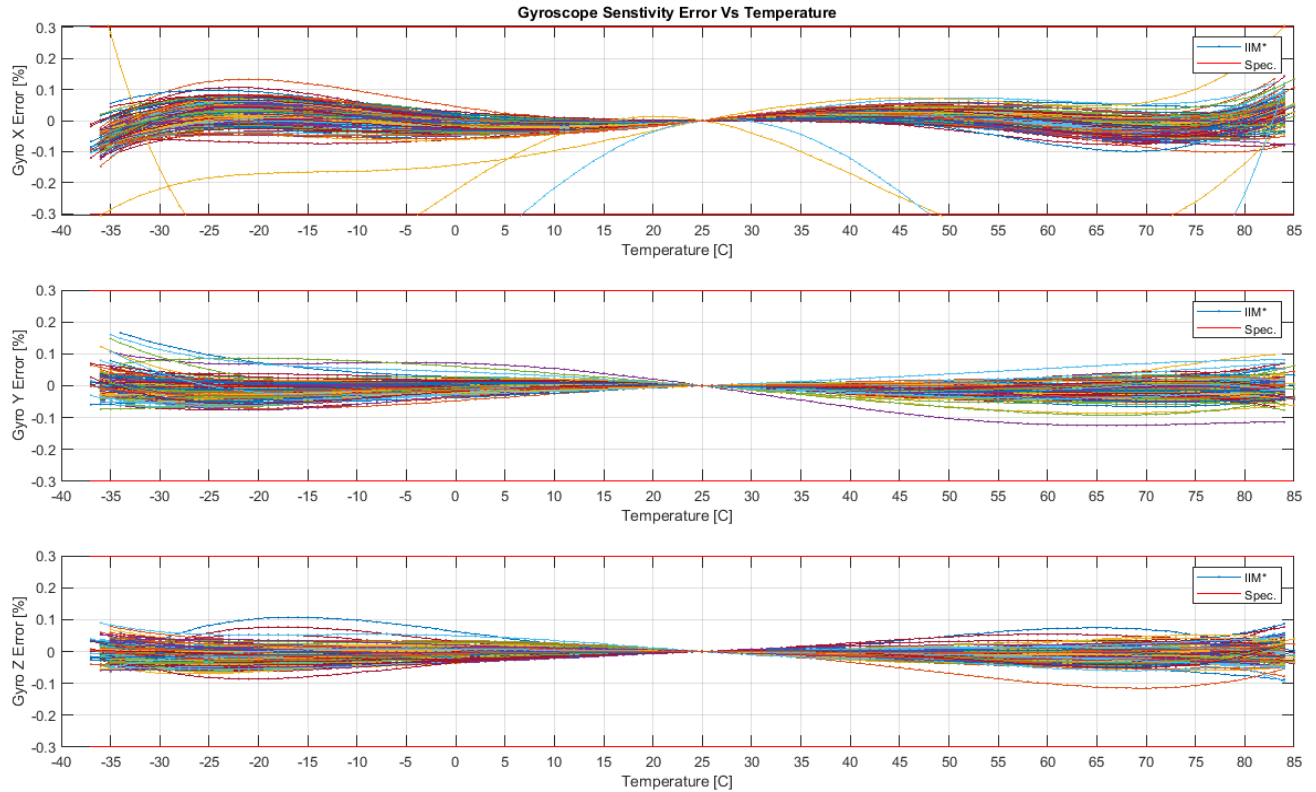 Gyroscope Senstivity Error Vs Temperature
0.3
0.2
0.1
0
-0.1
-0.2
-0.3
Gyro X Error [%]
IIM*
Spec.
-40 -35 -30 -25 -20 -15 -10 -5 0 5 10 15 20 25 30 35 40 45 50 55 60 65 70 75 80 85
Temperature [C]
0.3
0.2
0.1
0
-0.1
-0.2
-0.3
Gyro Y Error [%]
IIM*
Spec.
-40 -35 -30 -25 -20 -15 -10 -5 0 5 10 15 20 25 30 35 40 45 50 55 60 65 70 75 80 85
Temperature [C]
0.3
0.2
0.1
0
-0.1
-0.2
-0.3
Gyro Z Error [%]
IIM*
Spec.
-40 -35 -30 -25 -20 -15 -10 -5 0 5 10 15 20 25 30 35 40 45 50 55 60 65 70 75 80 85
Temperature [C]